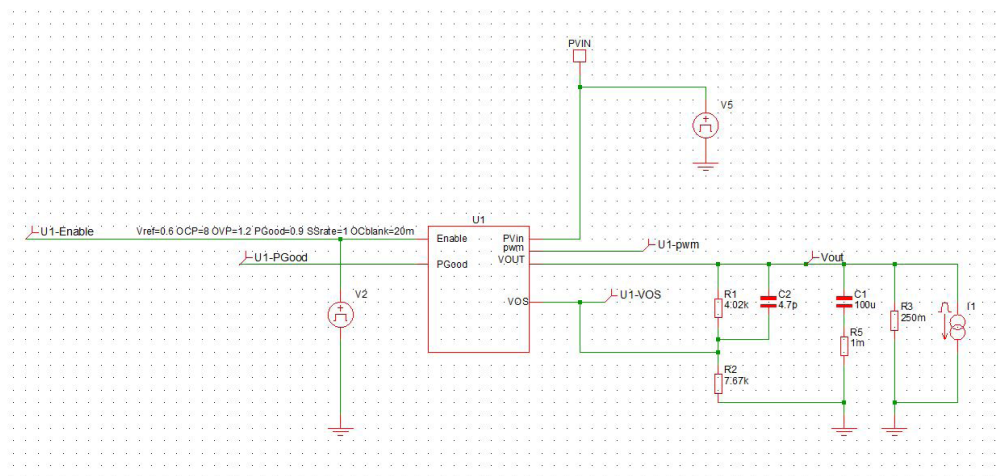 PVIN
V5
U1
U1-Enable
Vref=0.6 OCP=8 OVP=1.2 PGood=0.9 SSrate=1 OCblank=20m
Enable
PVin
pwm
U1-pwm
VOUT
Vout
U1-PGood
PGood
V2
VOS
U1-VOS
R1
4.02k
C2
4.7p
C1
100u
R3
250m
I1
R5
1m
R2
7.67k